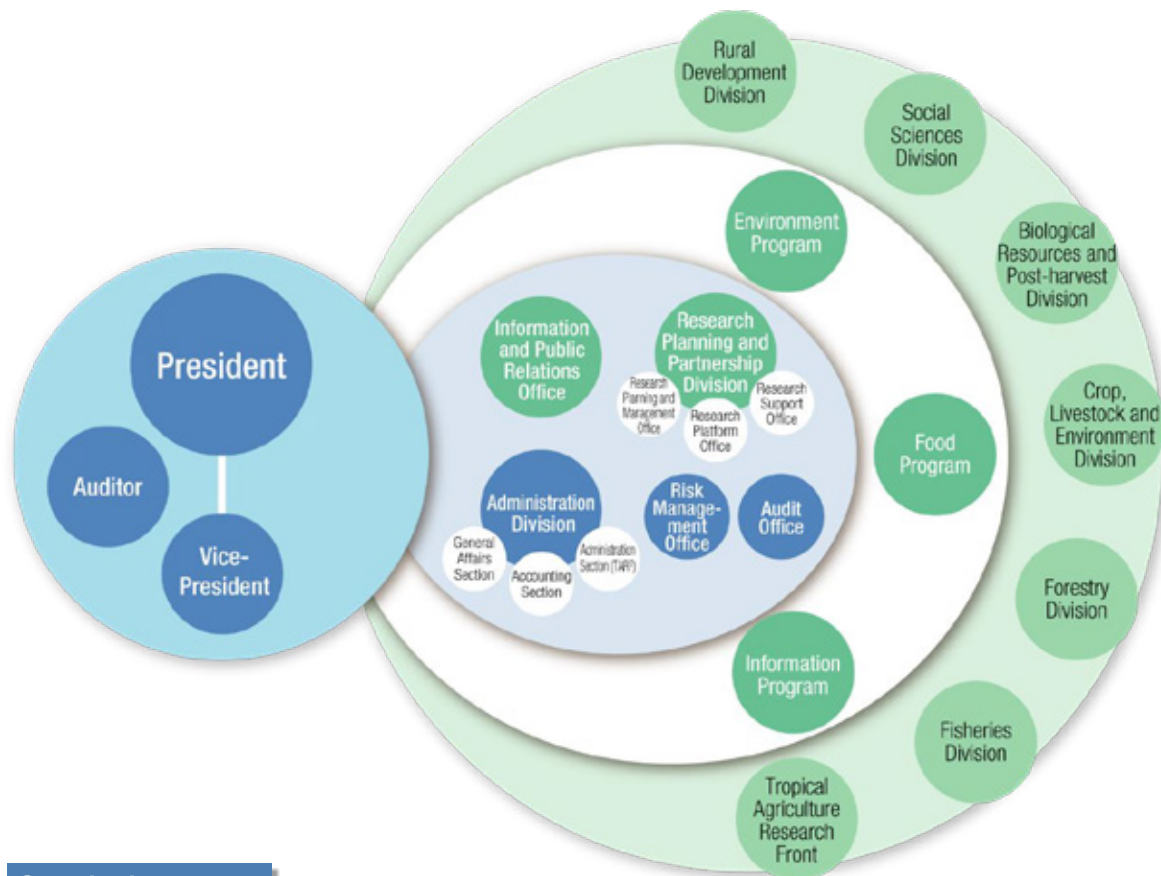 Rural
Development
Division
Social
Sciences
Division
Biological
Resources and
Post-harvest
Division
Crop,
Livestock and
Environment
Division
Forestry
Division
Fisheries
Division
Tropical
Agriculture
Research
Front
Environment
Program
Food
Program
Information
Program
Information
and Public
Relations
Office
Research
Planning and
Partnership
Division
Research
Planning and
Management
Office
Research
Platform
Office
Research
Support
Office
Administration
Division
General
Affairs
Section
Accounting
Section
Administration
Section (TARF)
Risk
Manage-
ment
Office
Audit
Office
President
Auditor
Vice-
President